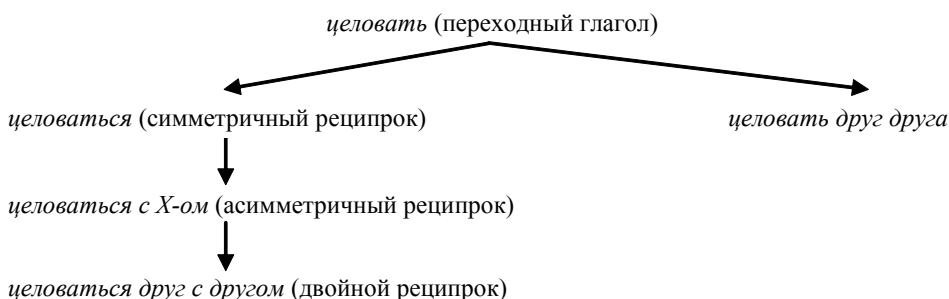 целовать (переходный глагол)
целоваться (симметричный реципрок)
целовать друг друга
целоваться с X-ом (асимметричный реципрок)
целоваться друг с другом (двойной реципрок)